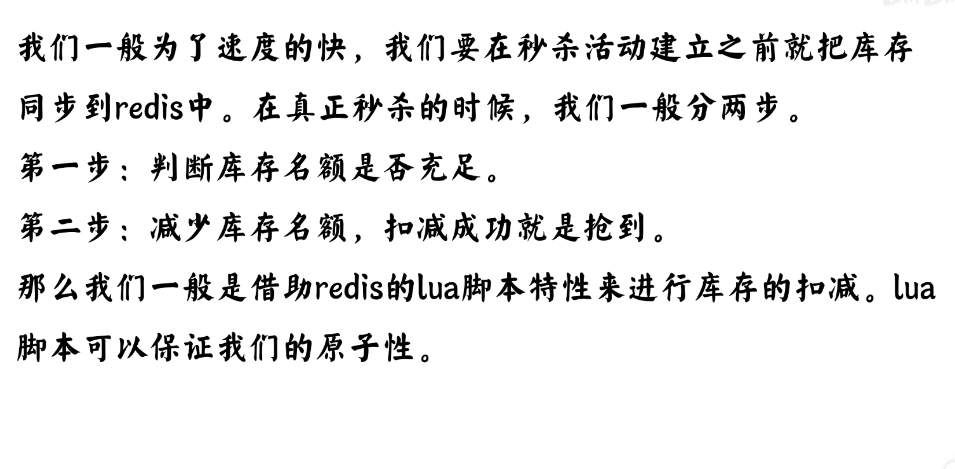 我们一般为了速度的快，我们要在秒杀活动建立之前就把库存
同步到redis中。在真正秒杀的时候，我们一般分两步。
第一步：判断库存名额是否充足。
第二步：减少库存名额，扣减成功就是抢到。
那么我们一般是借助redis的lua脚本特性来进行库存的扣减。lua
脚本可以保证我们的原子性。